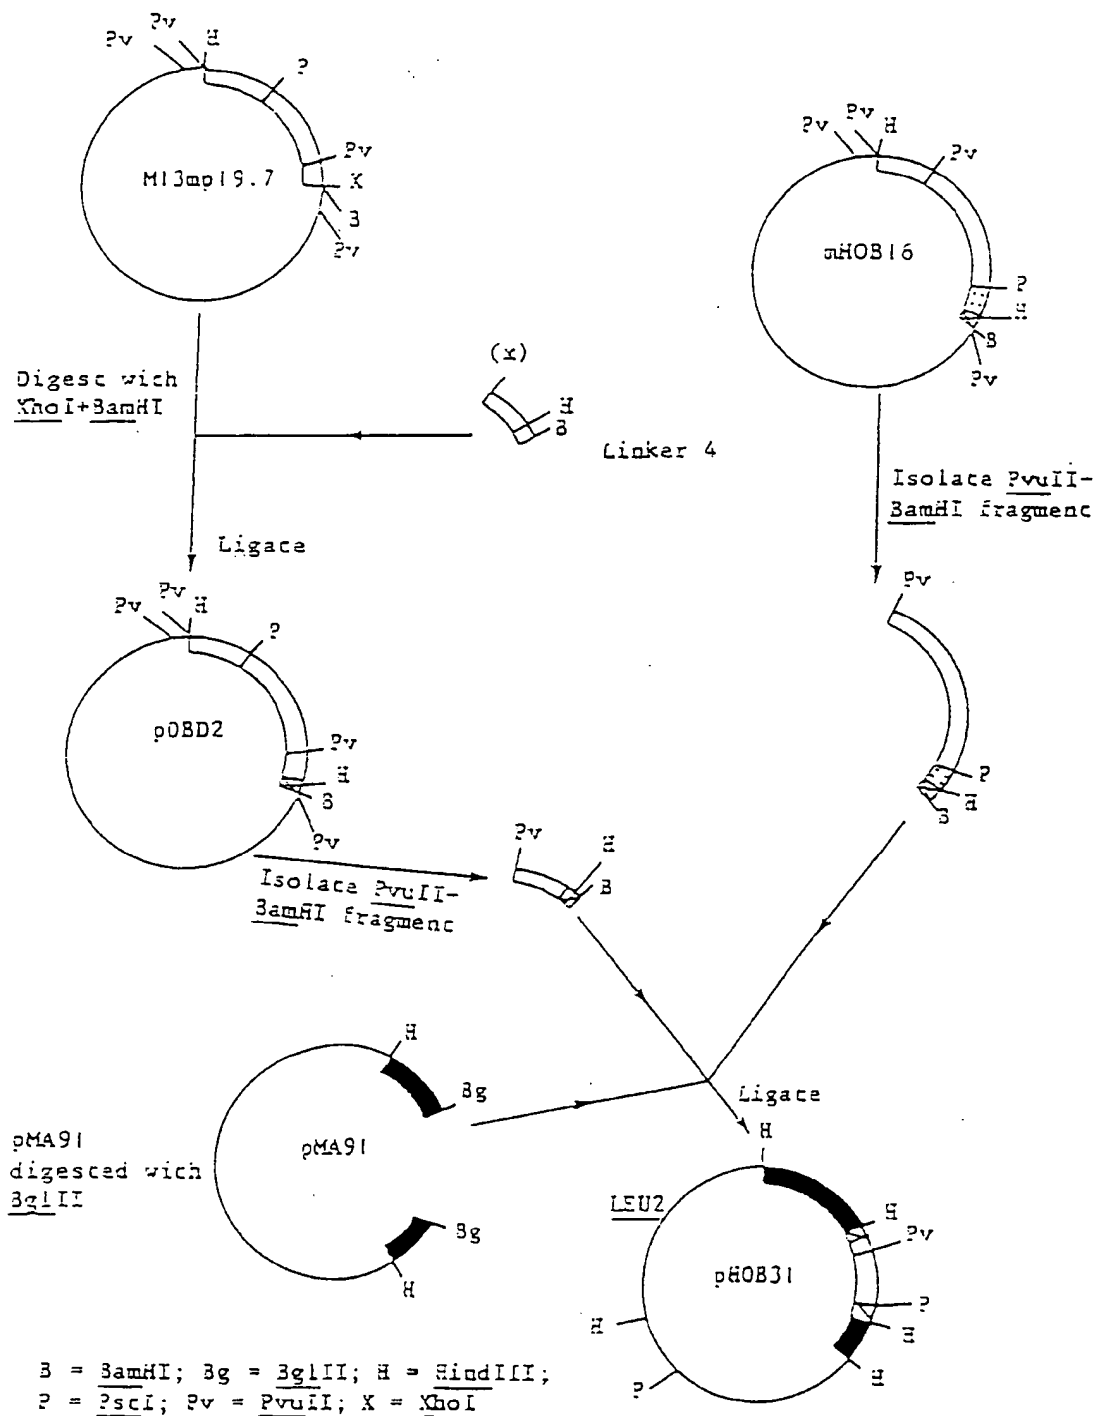 Pv
Pv
H
P
Pv
X
B
Pv
M13mp19.7
Pv
Pv
H
Pv
mHOB16
P
H
B
Pv
Digest with
XhoI+BamHI
(x)
H
B
Linker 4
Isolate PvuII-
BamHI fragment
Ligate
Pv
Pv
H
P
pOBD2
Pv
H
B
Pv
Pv
P
H
B
Isolate PvuII-
BamHI fragment
Pv
H
B
H
Bg
pMA91
pMA91
digested with
BglII
Bg
H
Ligate
H
LEU2
H
Pv
pHOB31
P
H
H
H
P
B = BamHI; Bg = BglII; H = HindIII;
P = PstI; Pv = PvuII; X = XhoI